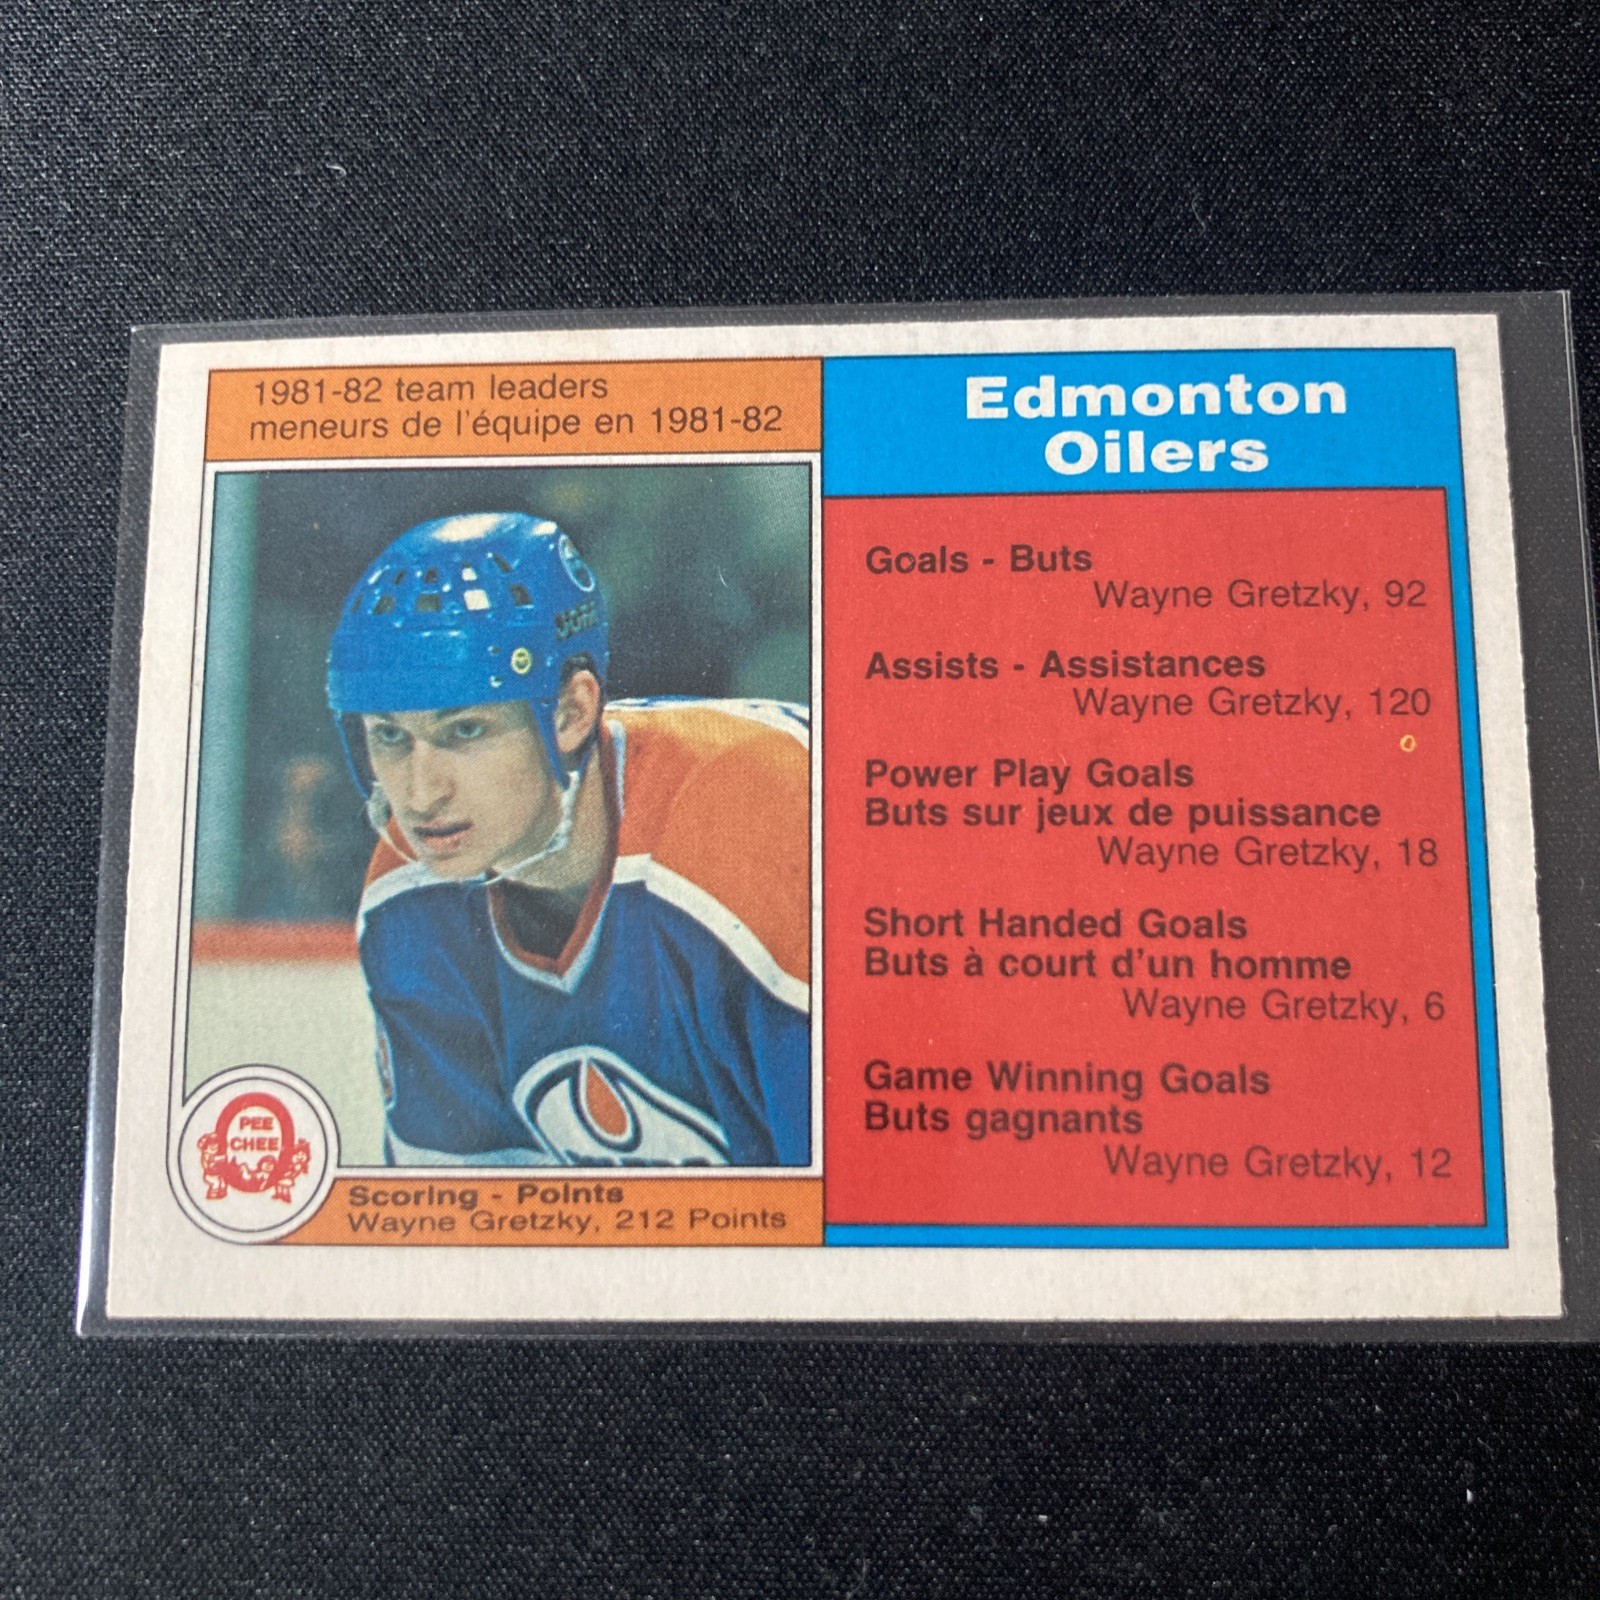 1981-82 team leaders
meneurs de l'équipe en 1981-82
Edmonton
Oilers
Goals - Buts
Wayne Gretzky, 92
Assists - Assistances
Wayne Gretzky, 120
Power Play Goals
Buts sur jeux de puissance
Wayne Gretzky, 18
Short Handed Goals
Buts à court d'un homme
Wayne Gretzky, 6
Game Winning Goals
Buts gagnants
Wayne Gretzky, 12
PEE
CHEE
Scoring - Points
Wayne Gretzky, 212 Points